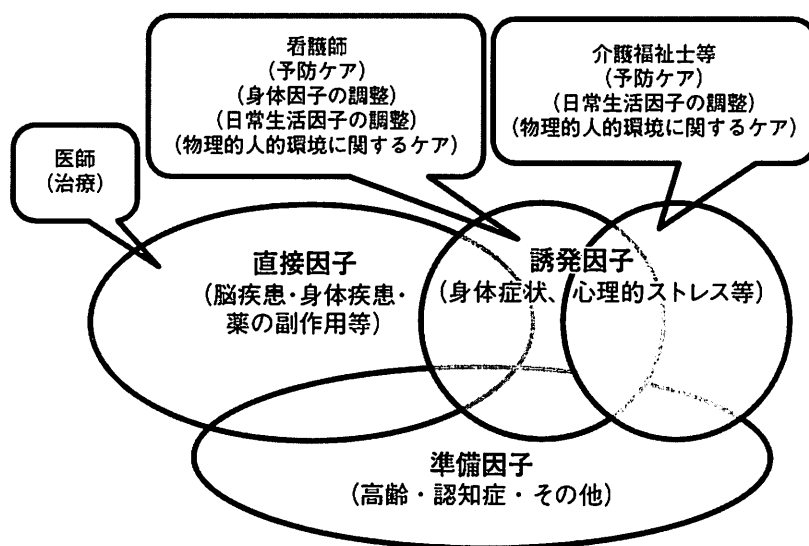 看護師
(予防ケア)
(身体因子の調整)
(日常生活因子の調整)
(物理的人的環境に関するケア)
介護福祉士等
(予防ケア)
(日常生活因子の調整)
(物理的人的環境に関するケア)
医師
(治療)
直接因子
(脳疾患・身体疾患・
薬の副作用等)
誘発因子
(身体症状、心理的ストレス等)
準備因子
(高齢・認知症・その他)